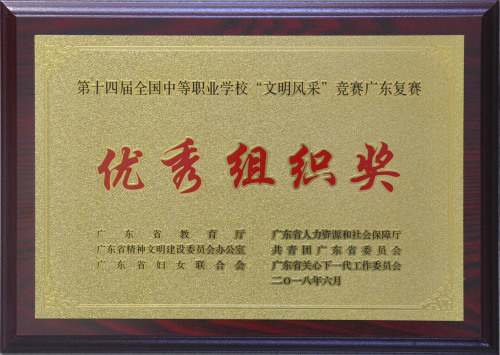 第十四届全国中等职业学校“文明风采”竞赛广东复赛
优秀组织奖
广东省教育厅
广东省精神文明建设委员会办公室
广东省妇女联合会
广东省人力资源和社会保障厅
共青团广东省委员会
广东省关心下一代工作委员会
二〇一八年六月